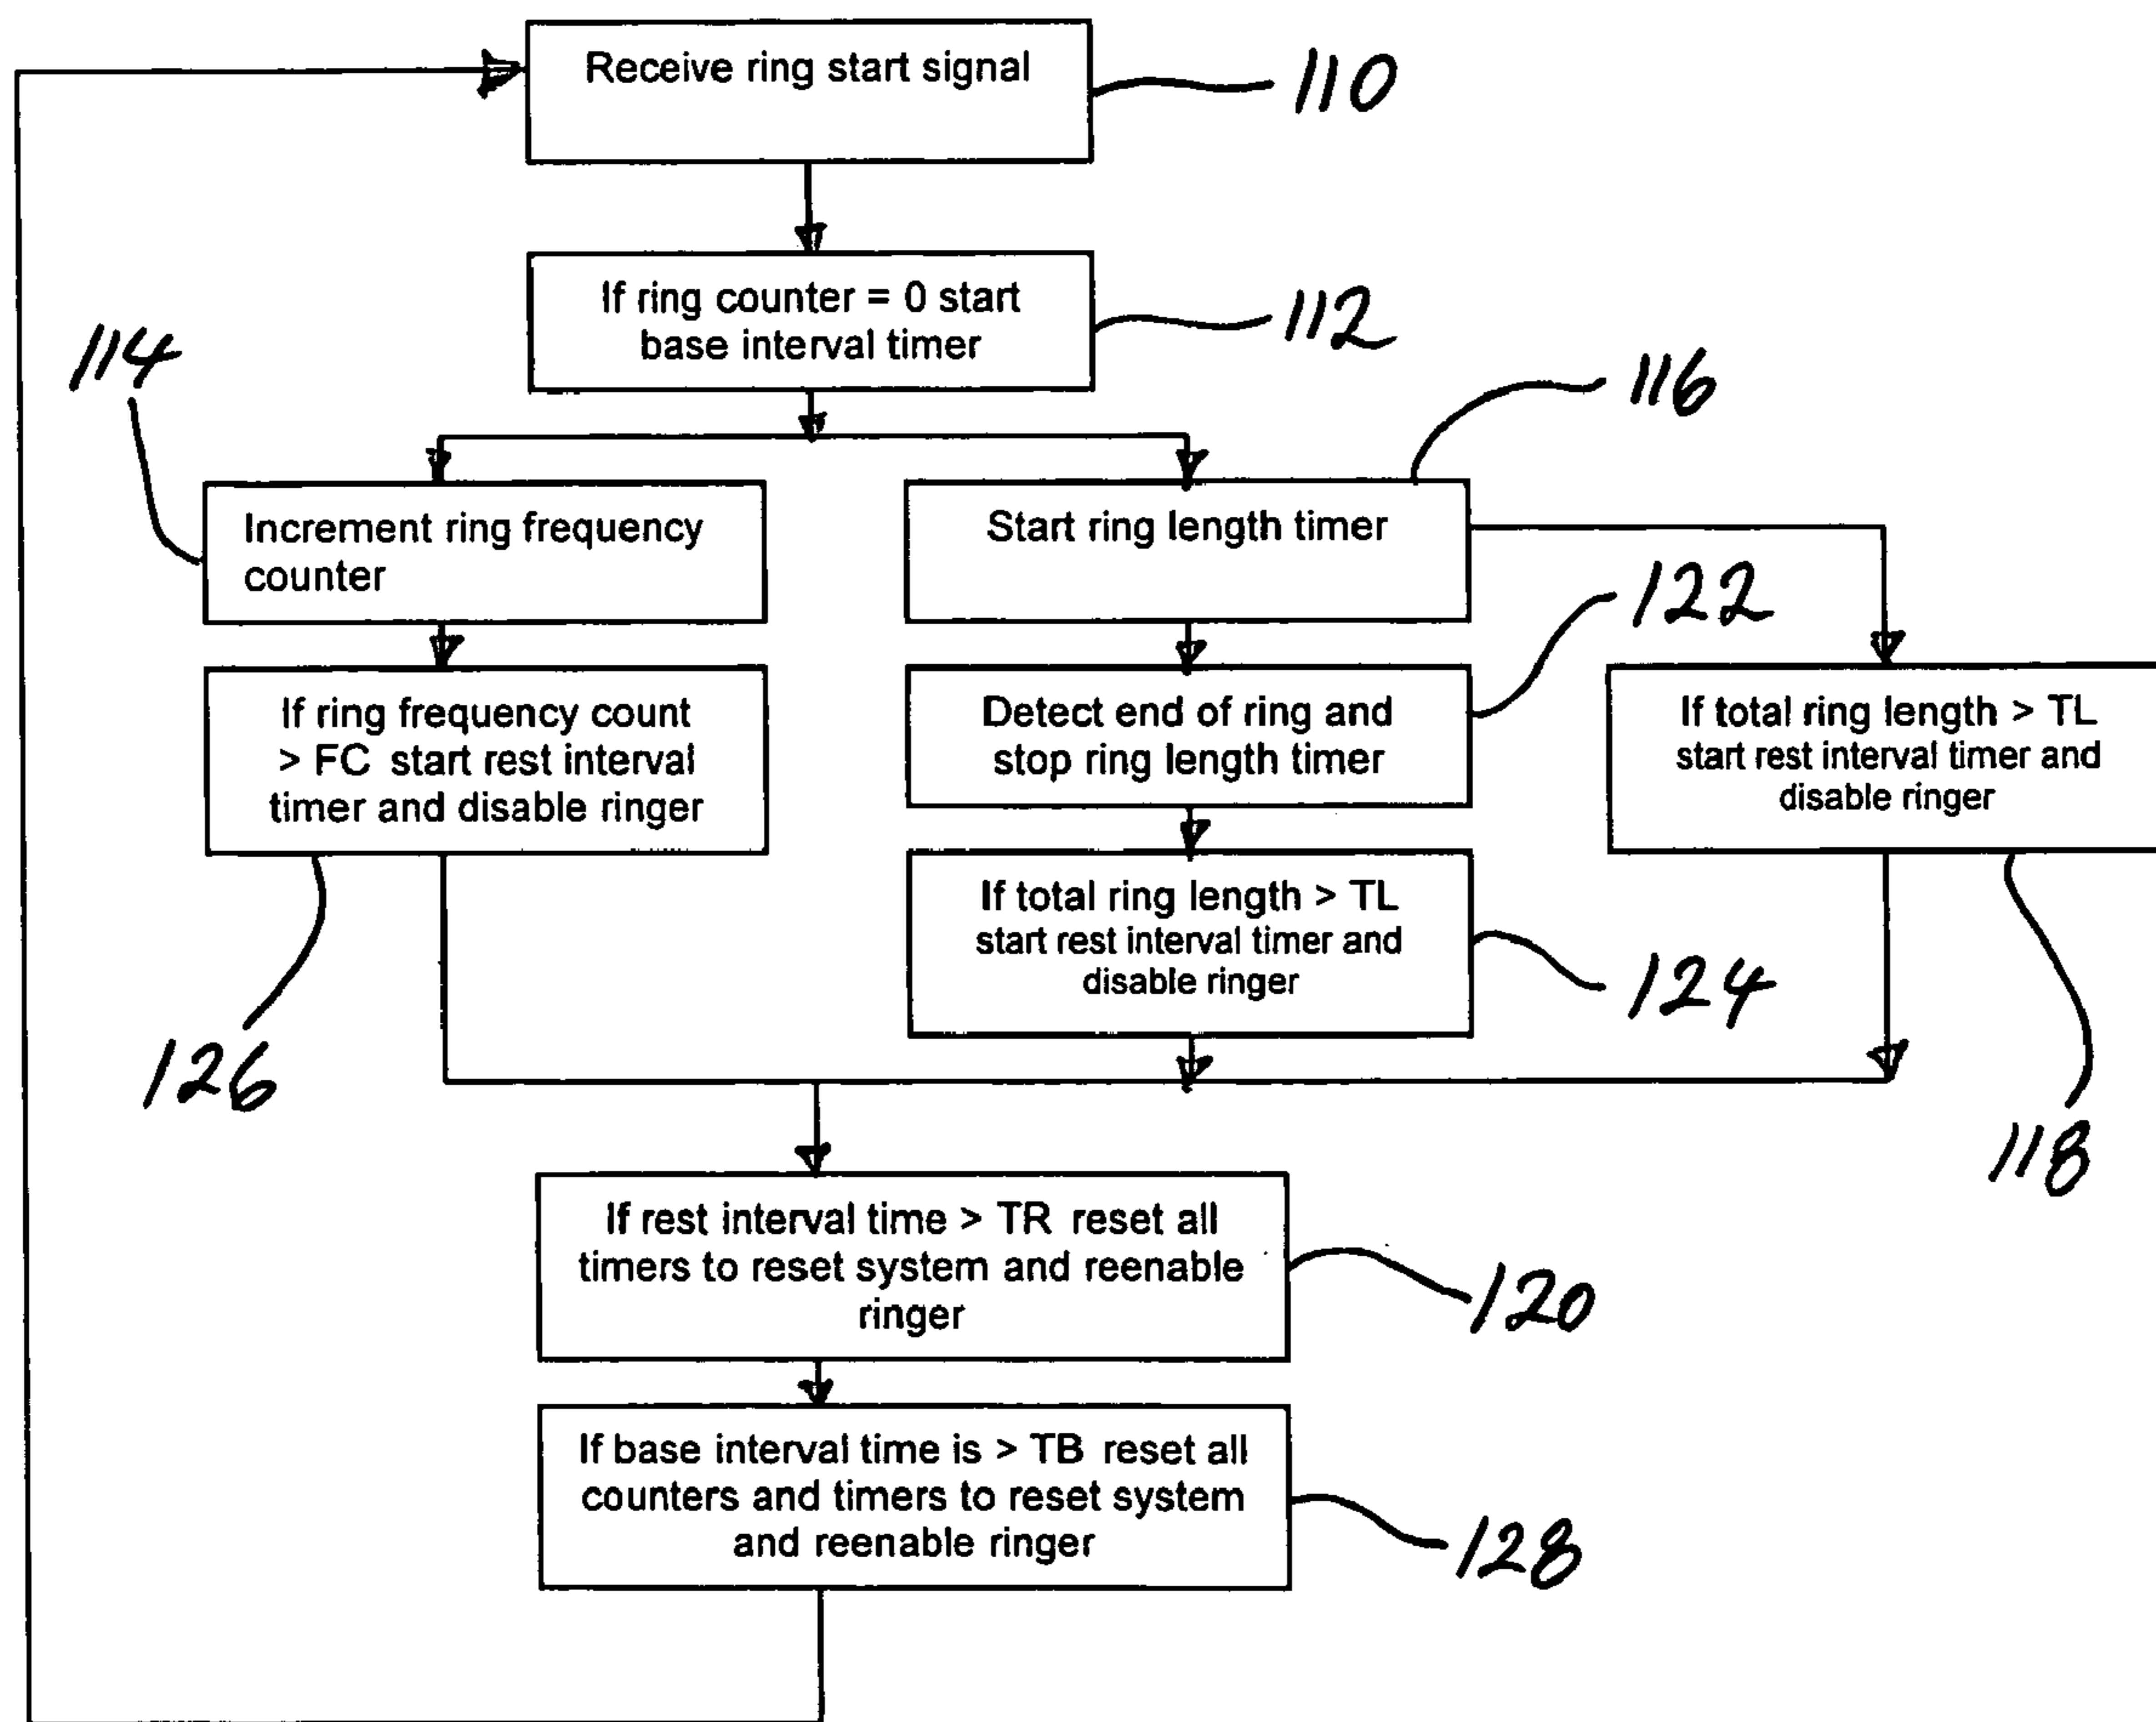 Receive ring start signal
110
If ring counter = 0 start
base interval timer
112
114
116
Increment ring frequency
counter
Start ring length timer
122
If ring frequency count
> FC start rest interval
timer and disable ringer
Detect end of ring and
stop ring length timer
If total ring length > TL
start rest interval timer and
disable ringer
If total ring length > TL
start rest interval timer and
disable ringer
124
126
118
If rest interval time > TR reset all
timers to reset system and reenable
ringer
120
If base interval time is > TB reset all
counters and timers to reset system
and reenable ringer
128